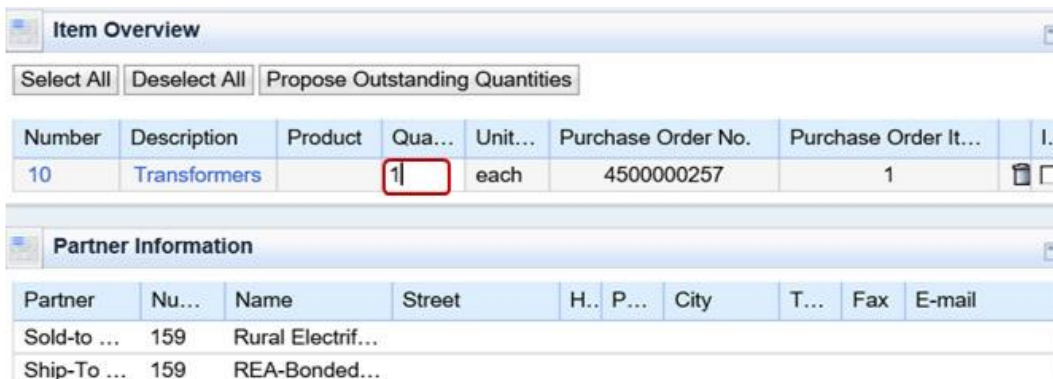 Item Overview
Select All Deselect All Propose Outstanding Quantities
Number Description Product Qua... Unit... Purchase Order No. Purchase Order It... I.
10 Transformers 1 each 4500000257 1
Partner Information
Partner Nu... Name Street H.. P... City T... Fax E-mail
Sold-to ... 159 Rural Electrif...
Ship-To ... 159 REA-Bonded...